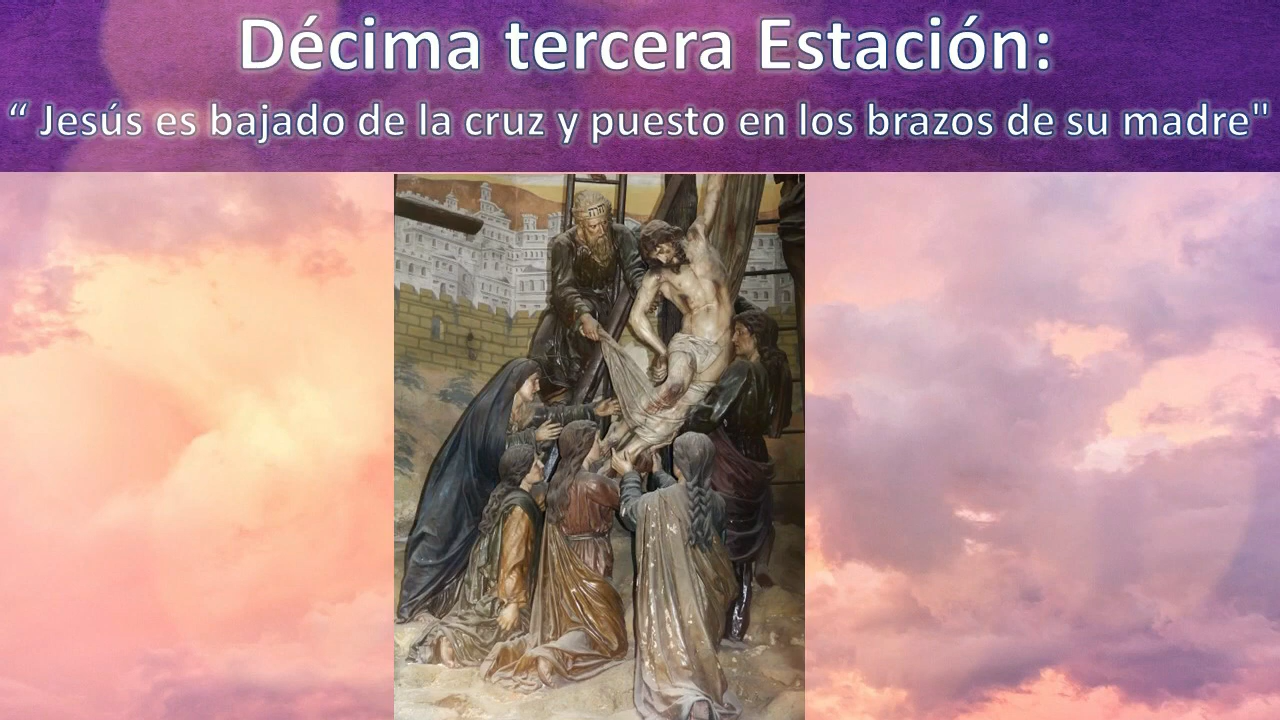 Décima tercera Estación:
“ Jesús es bajado de la cruz y puesto en los brazos de su madre"